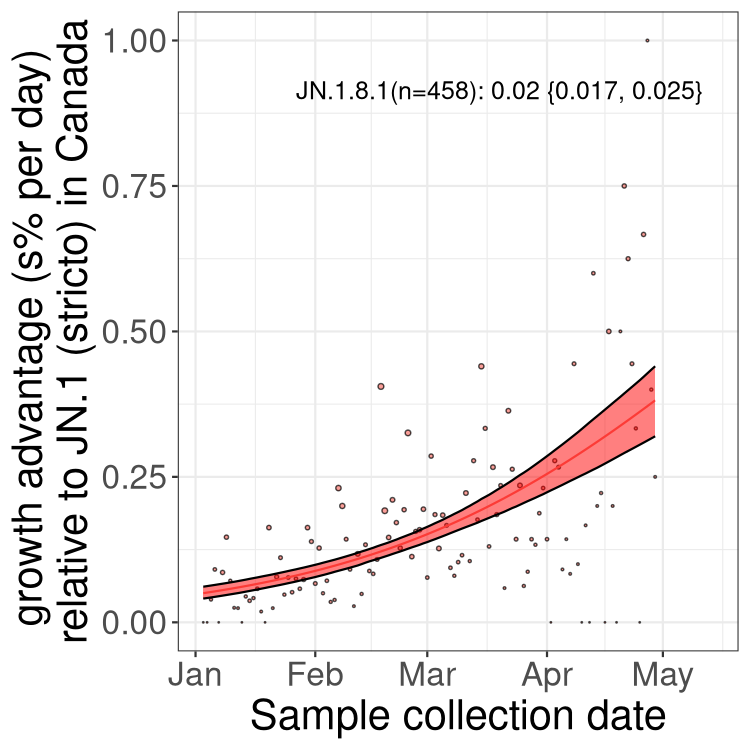 growth advantage (s% per day)
relative to JN.1 (stricto) in Canada
1.00
0.75
0.50
0.25
0.00
JN.1.8.1(n=458): 0.02 {0.017, 0.025}
Jan Feb Mar Apr May
Sample collection date